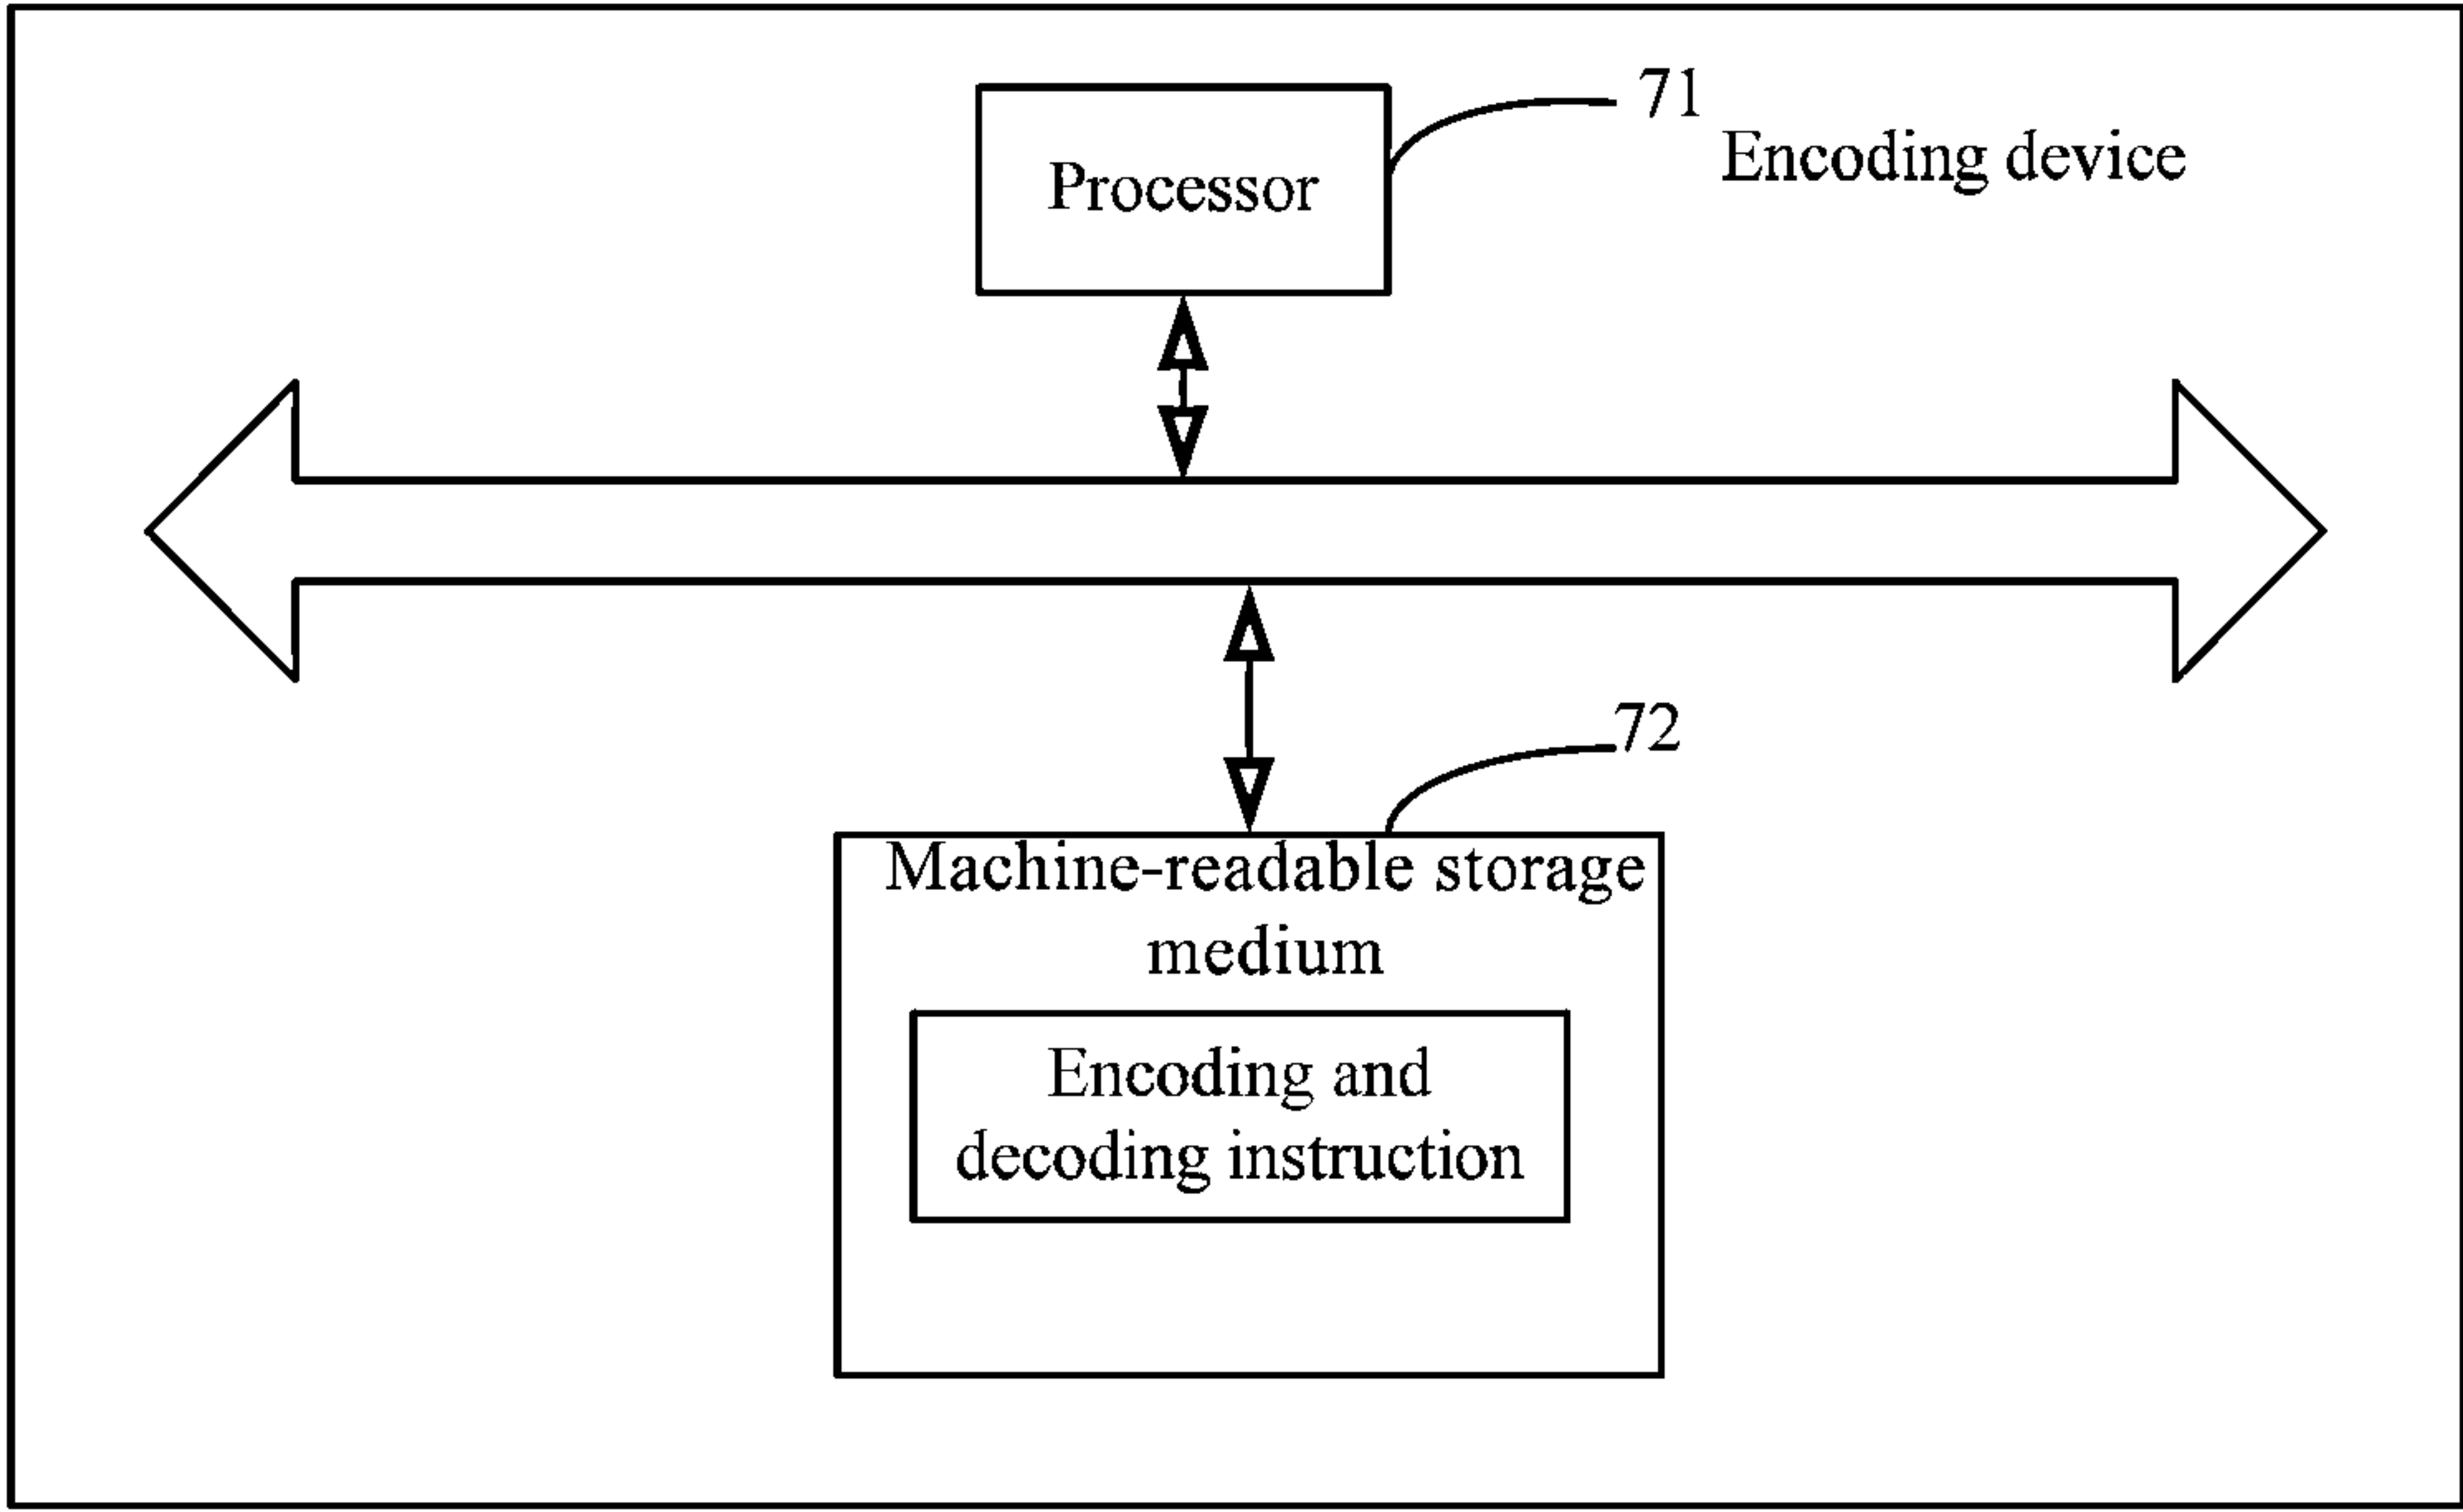 71
Encoding device
Processor
72
Machine-readable storage
medium
Encoding and
decoding instruction